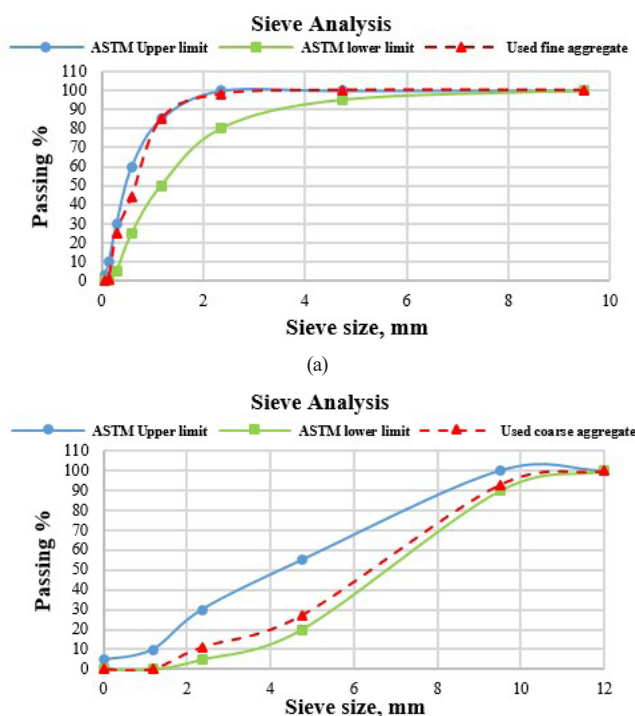 Sieve Analysis
ASTM Upper limit ASTM lower limit Used fine aggregate
110
100
90
80
70
60
50
40
30
20
10
0
Passing %
0 2 4 6 8 10
Sieve size, mm
(a)
Sieve Analysis
ASTM Upper limit ASTM lower limit Used coarse aggregate
110
100
90
80
70
60
50
40
30
20
10
0
Passing %
0 2 4 6 8 10 12
Sieve size, mm